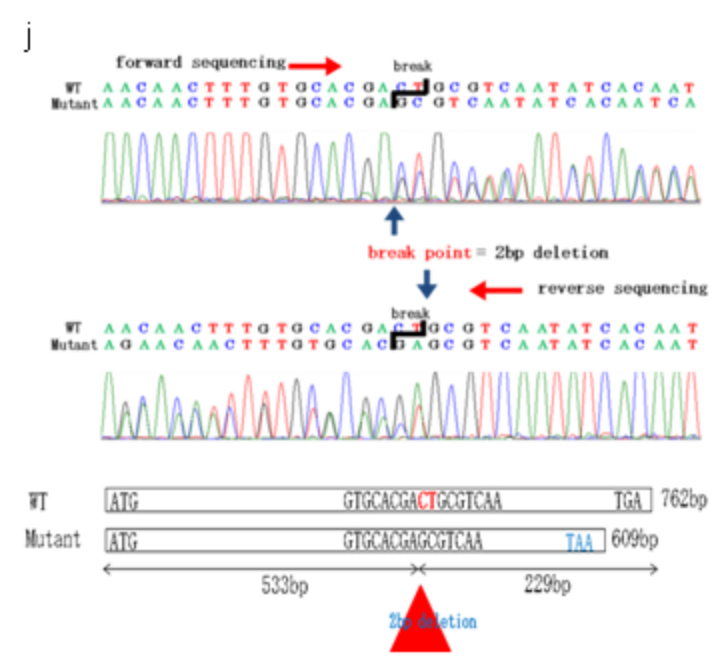 j
forward sequencing
break
WT A A C A A C T T T G T G C A C G A C T G C G T C A A T A T C A C A A T
Mutant A A C A A C T T T G T G C A C G A G C G T C A A T A T C A C A A T C A
break point = 2bp deletion
reverse sequencing
break
WT A A C A A C T T T G T G C A C G A C T G C G T C A A T A T C A C A A T
Mutant A G A A C A A C T T T G T G C A C G A G C G T C A A T A T C A C A A T
WT ATG GTGCACGACTGCGTCAA TGA 762bp
Mutant ATG GTGCACGAGCGTCAA TAA 609bp
533bp 229bp
2bp deletion